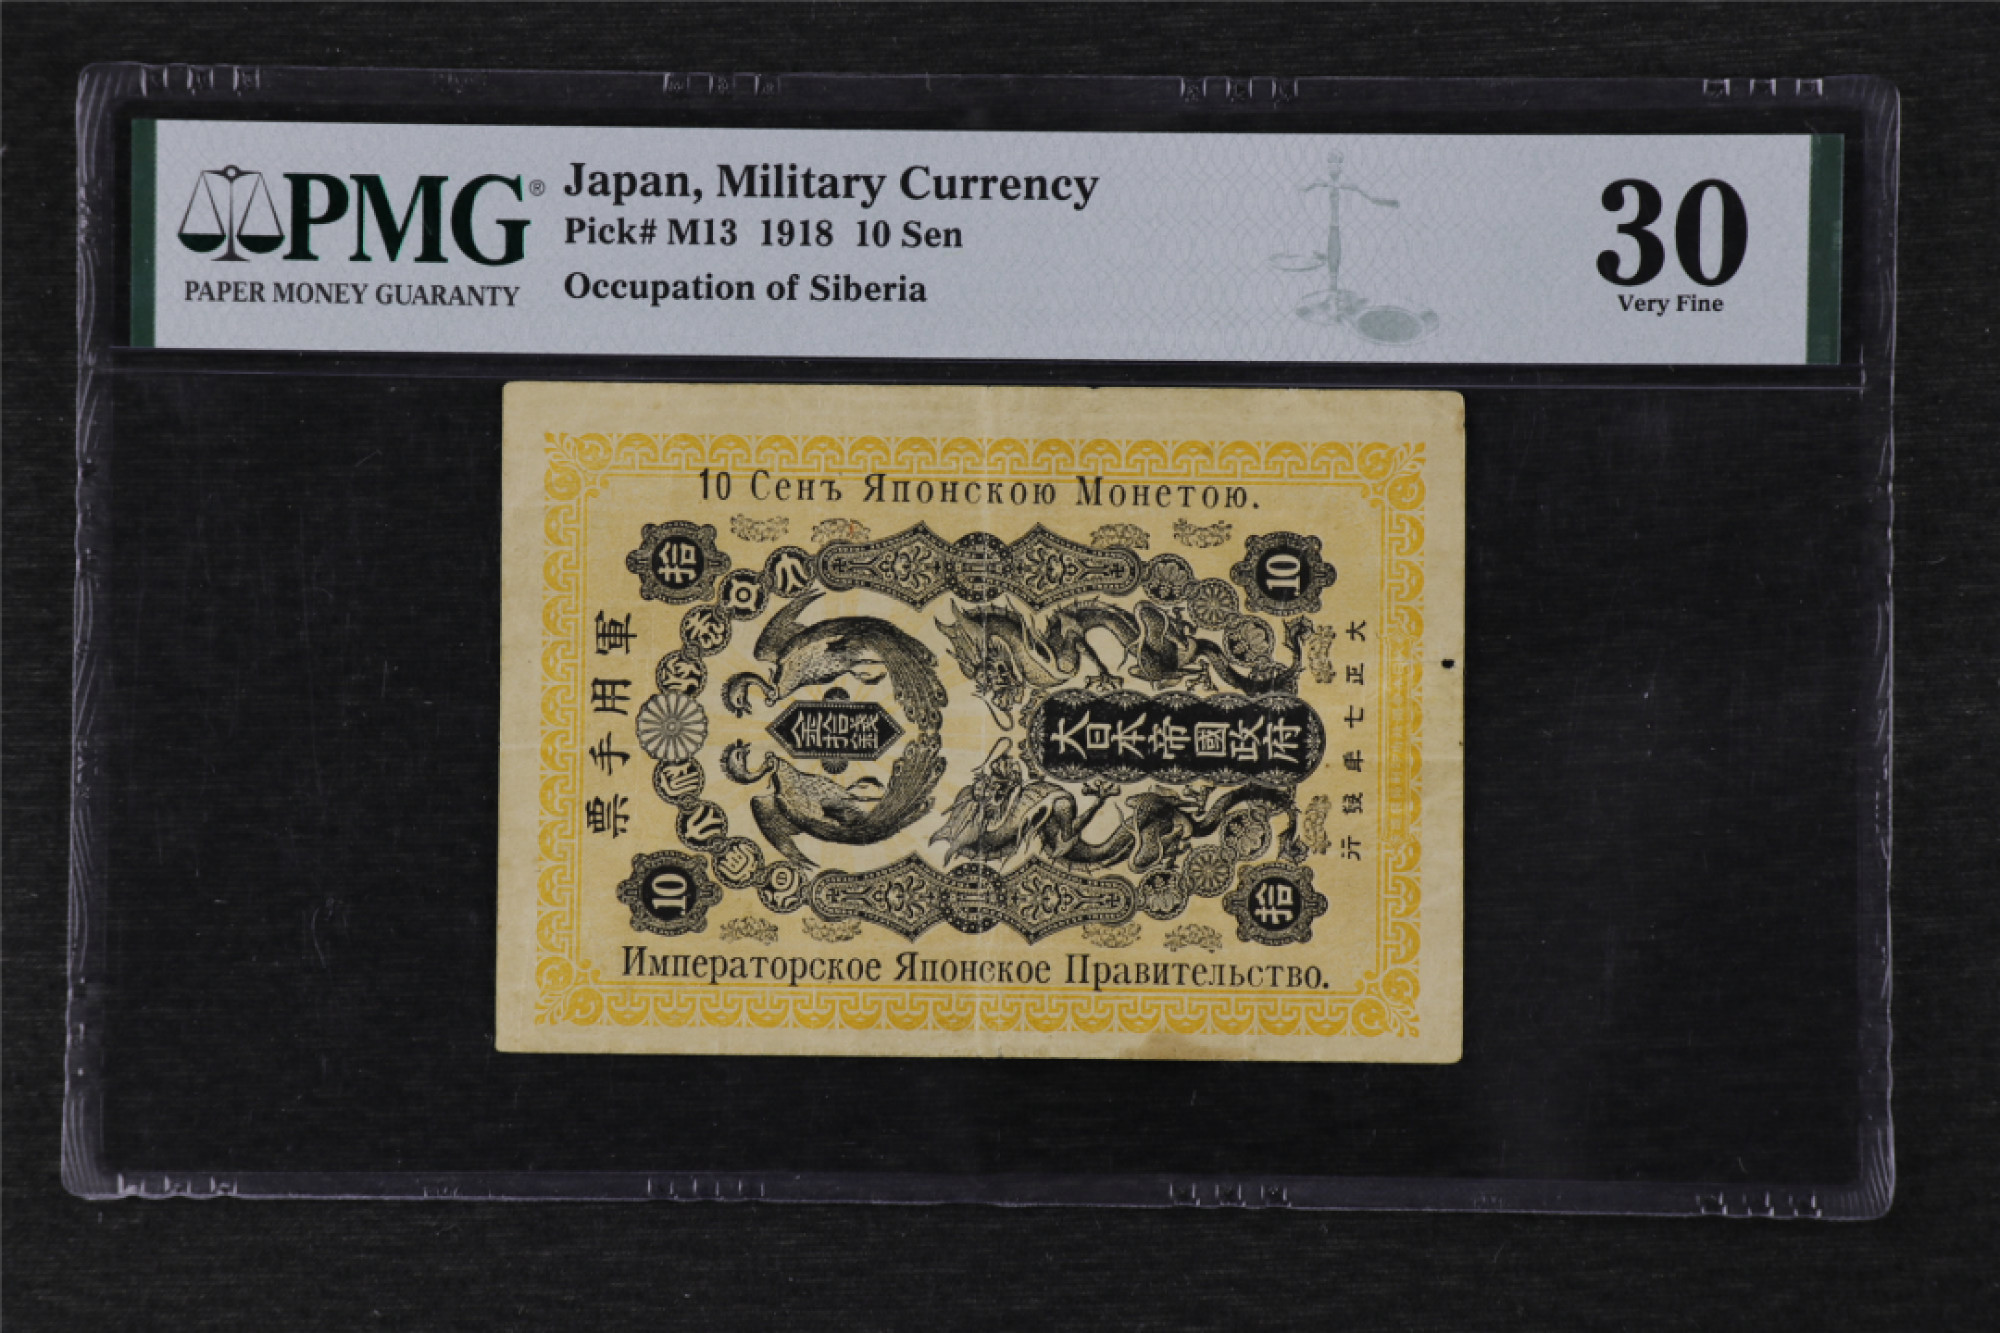 PMG®
PAPER MONEY GUARANTY
Japan, Military Currency
Pick# M13 1918 10 Sen
Occupation of Siberia
30
Very Fine
10 Сенъ Японскою Монетою.
拾
10
軍用手票
金拾錢
大日本帝國政府
大正七年發行
10
拾
Императорское Японское Правительство.